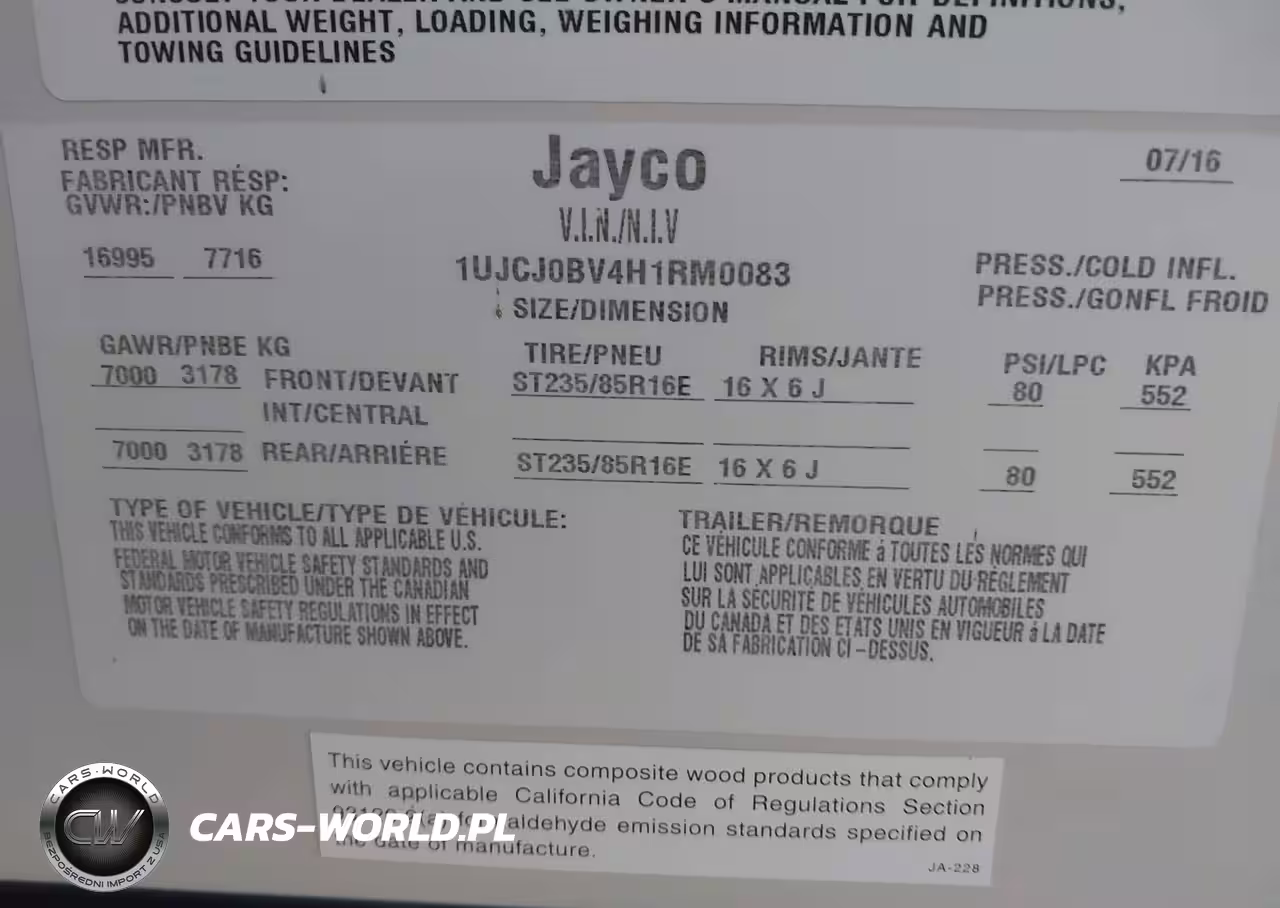 ADDITIONAL WEIGHT, LOADING, WEIGHING INFORMATION AND
TOWING GUIDELINES
RESP MFR.
FABRICANT RÉSP:
GVWR:/PNBV KG
16995 7716
Jayco
V.I.N./N.I.V
1UJCJ0BV4H1RM0083
SIZE/DIMENSION
07/16
PRESS./COLD INFL.
PRESS./GONFL FROID
GAWR/PNBE KG TIRE/PNEU RIMS/JANTE PSI/LPC KPA
7000 3178 FRONT/DEVANT ST235/85R16E 16 X 6 J 80 552
INT/CENTRAL
7000 3178 REAR/ARRIÉRE ST235/85R16E 16 X 6 J 80 552
TYPE OF VEHICLE/TYPE DE VÉHICULE: TRAILER/REMORQUE
THIS VEHICLE CONFORMS TO ALL APPLICABLE U.S.
FEDERAL MOTOR VEHICLE SAFETY STANDARDS AND
STANDARDS PRESCRIBED UNDER THE CANADIAN
MOTOR VEHICLE SAFETY REGULATIONS IN EFFECT
ON THE DATE OF MANUFACTURE SHOWN ABOVE.
CE VÉHICULE CONFORME á TOUTES LES NORMES QUI
LUI SONT APPLICABLES EN VERTU DU RÈGLEMENT
SUR LA SÉCURITÉ DE VÉHICULES AUTOMOBILES
DU CANADA ET DES ETATS UNIS EN VIGUEUR á LA DATE
DE SA FABRICATION CI-DESSUS.
This vehicle contains composite wood products that comply
with applicable California Code of Regulations Section
emission standards specified on
the date of manufacture.
JA-228
CARS-WORLD
CW
BEZPOŚREDNI IMPORT Z USA
CARS-WORLD.PL